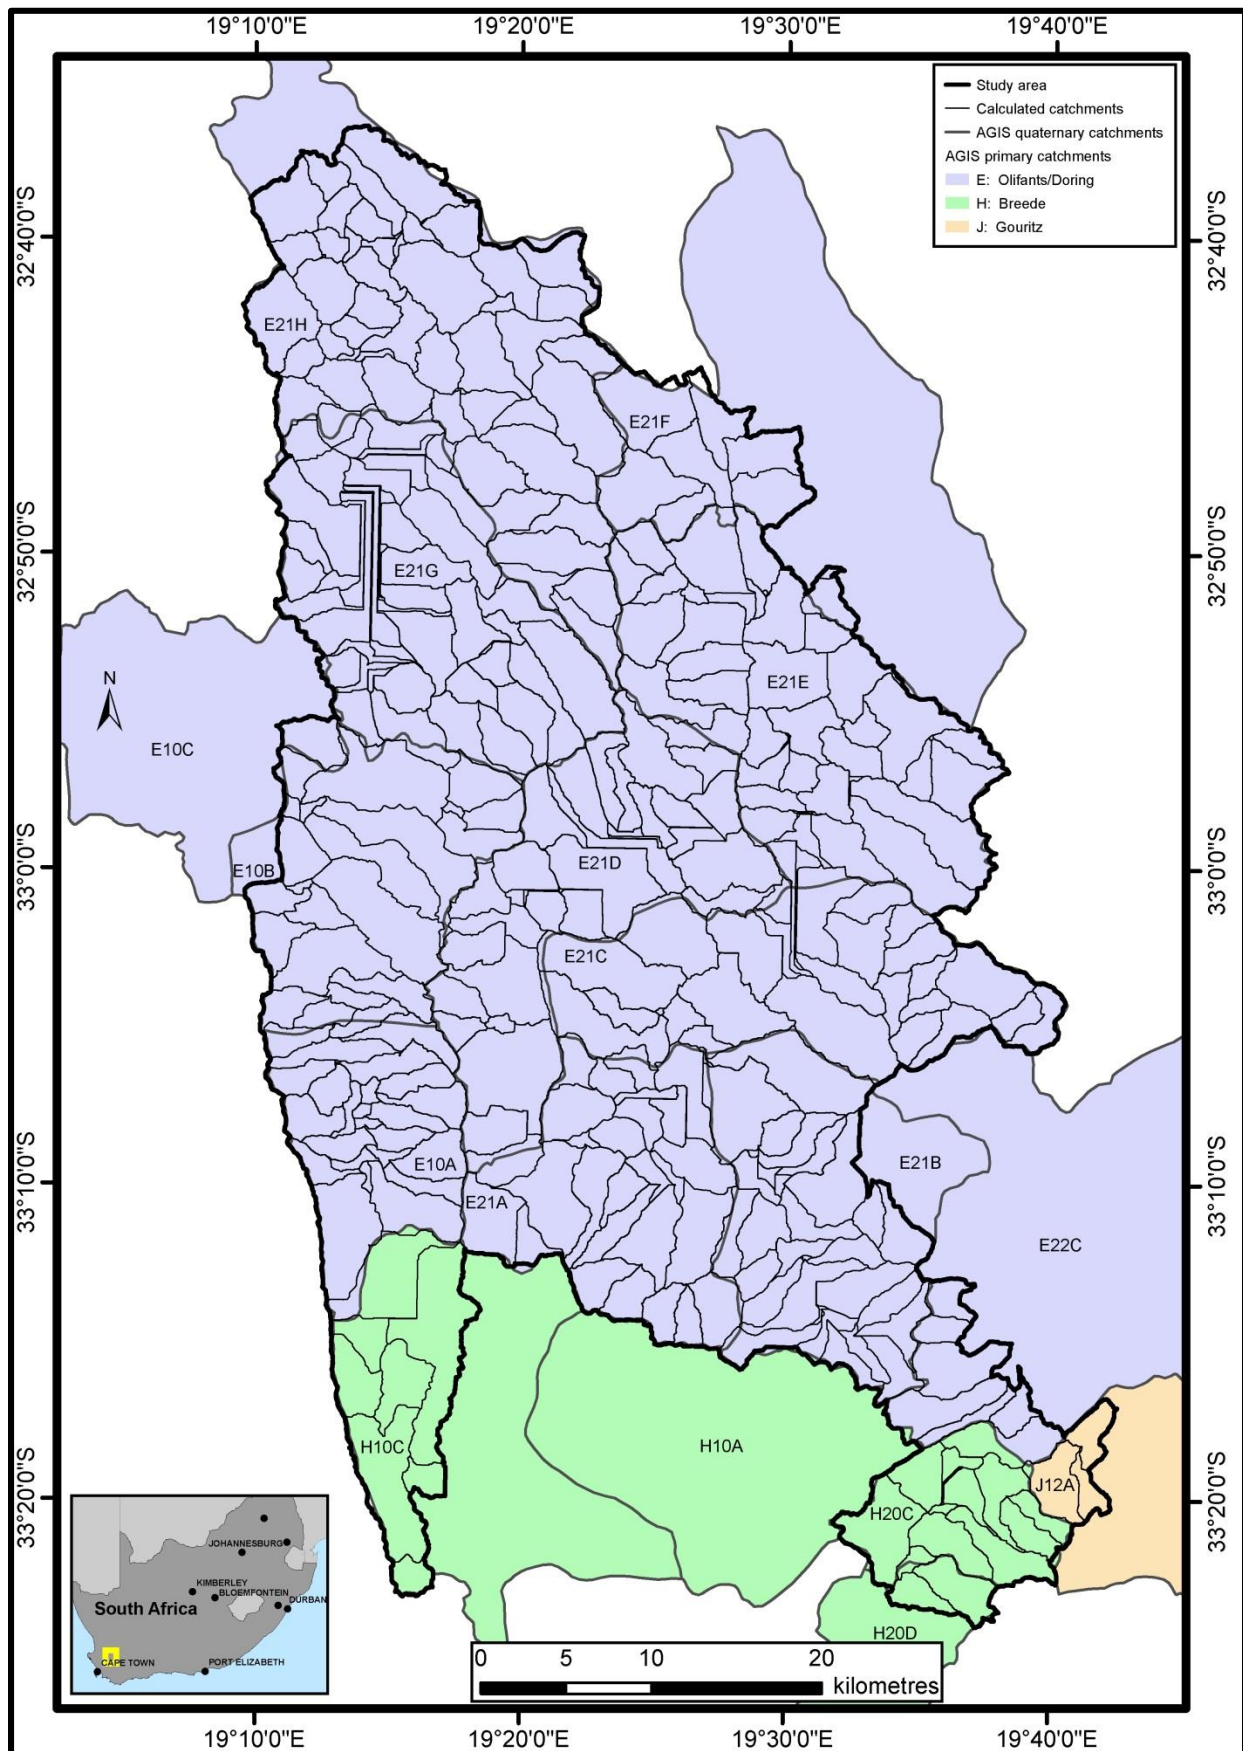 19°10'0"E 19°20'0"E 19°30'0"E 19°40'0"E
Study area
Calculated catchments
AGIS quaternary catchments
AGIS primary catchments
E: Olifants/Doring
H: Breede
J: Gouritz
32°40'0"S 32°40'0"S
E21H
E21F
32°50'0"S 32°50'0"S
E21G
N
E21E
E10C
33°0'0"S 33°0'0"S
E10B
E21D
E21C
E10A
E21B
33°10'0"S 33°10'0"S
E21A
E22C
H10C
H10A
J12A
33°20'0"S 33°20'0"S
H20C
H20D
JOHANNESBURG
KIMBERLEY
BLOEMFONTEIN
DURBAN
South Africa
CAPE TOWN
PORT ELIZABETH
0 5 10 20
kilometres
19°10'0"E 19°20'0"E 19°30'0"E 19°40'0"E